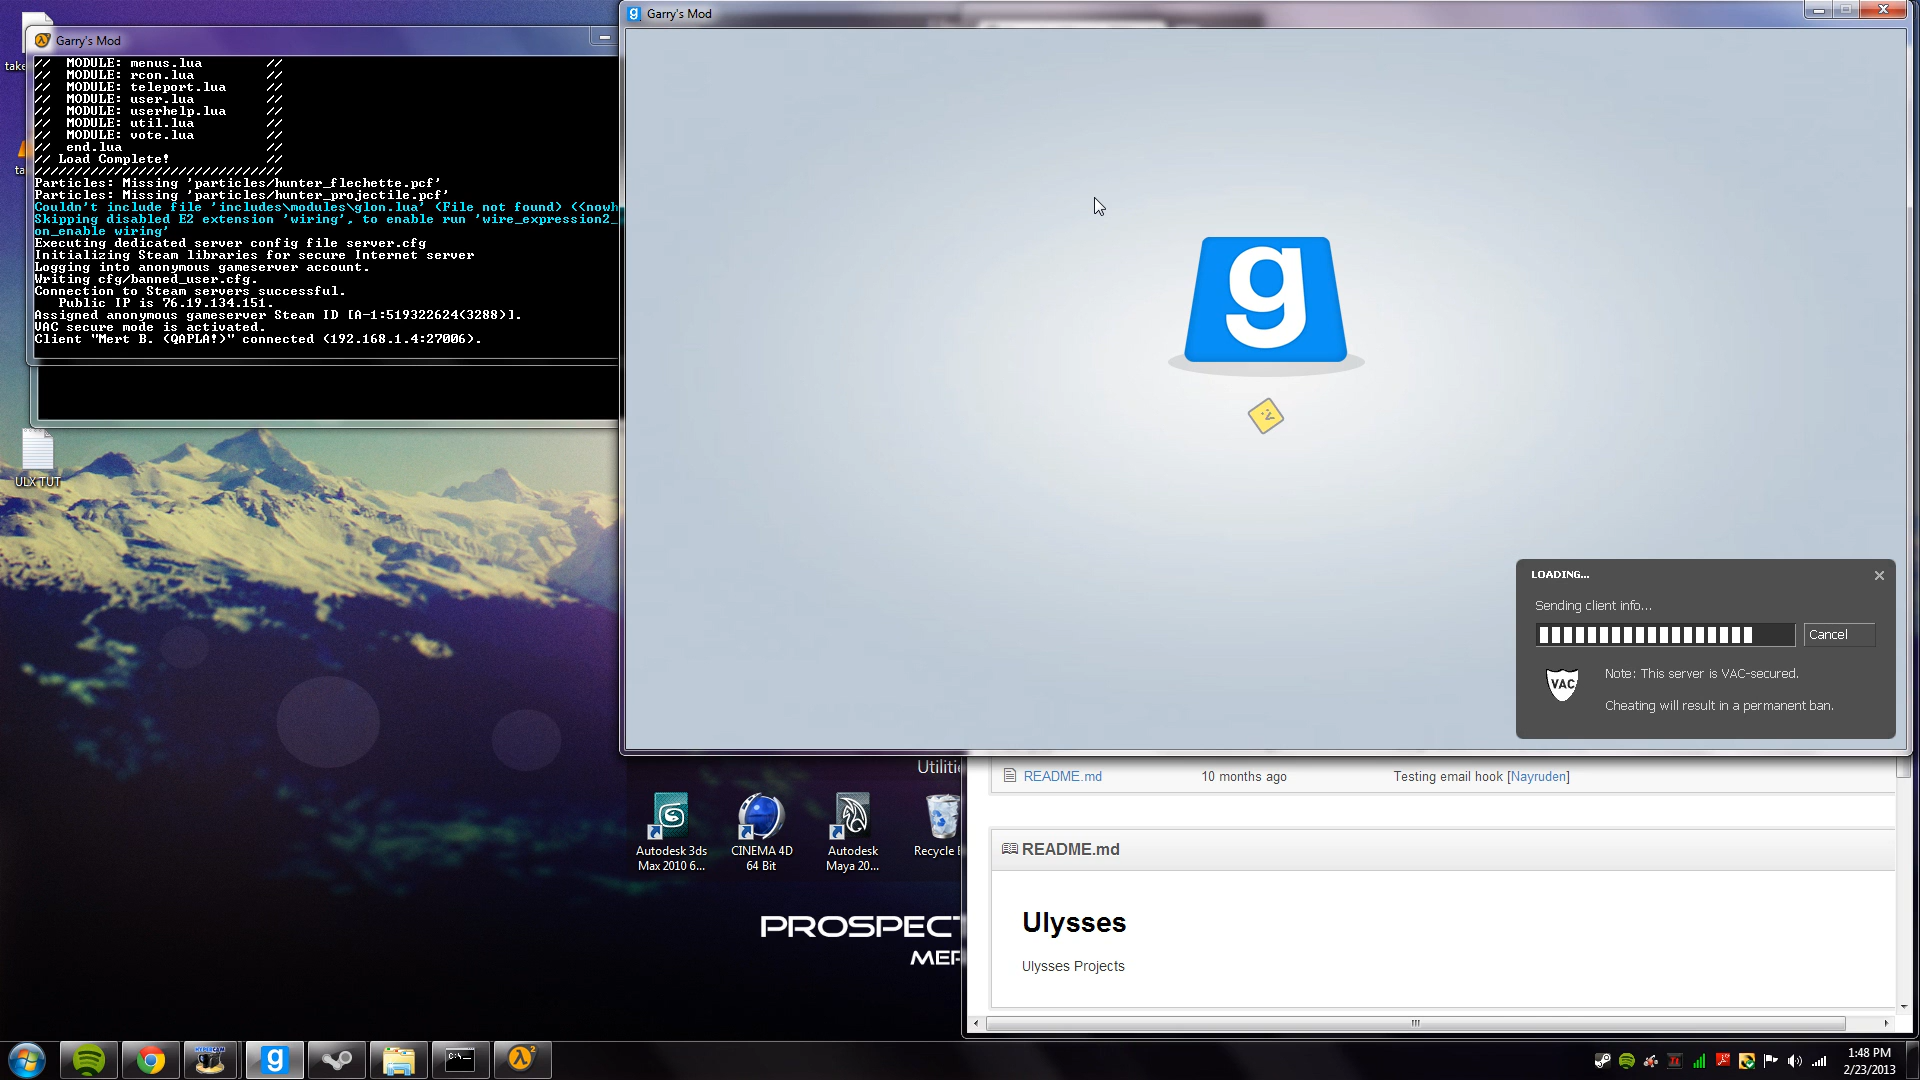 Garry's Mod
//  MODULE: menus.lua        //
//  MODULE: rcon.lua         //
//  MODULE: teleport.lua     //
//  MODULE: user.lua         //
//  MODULE: userhelp.lua     //
//  MODULE: util.lua         //
//  MODULE: vote.lua         //
//  end.lua                  //
// Load Complete!            //
///////////////////////////////
Particles: Missing 'particles/hunter_flechette.pcf'
Particles: Missing 'particles/hunter_projectile.pcf'
Couldn't include file 'includes\modules\glon.lua' (File not found) (<nowh
Skipping disabled E2 extension 'wiring', to enable run 'wire_expression2_
on_enable wiring'
Executing dedicated server config file server.cfg
Initializing Steam libraries for secure Internet server
Logging into anonymous gameserver account.
Writing cfg/banned_user.cfg.
Connection to Steam servers successful.
Public IP is 76.19.134.151.
Assigned anonymous gameserver Steam ID [A-1:519322624(3288)].
VAC secure mode is activated.
Client "Mert B. (QAPLA!)" connected (192.168.1.4:27006).
take
ta
ULX TUT
Garry's Mod
g
LOADING...
Sending client info...
Cancel
VAC
Note: This server is VAC-secured.
Cheating will result in a permanent ban.
Utiliti
Autodesk 3ds
Max 2010 6...
CINEMA 4D
64 Bit
Autodesk
Maya 20...
Recycle B
PROSPECT
MER
README.md
10 months ago
Testing email hook [Nayruden]
README.md
Ulysses
Ulysses Projects
g
C:\_
1:48 PM
2/23/2013